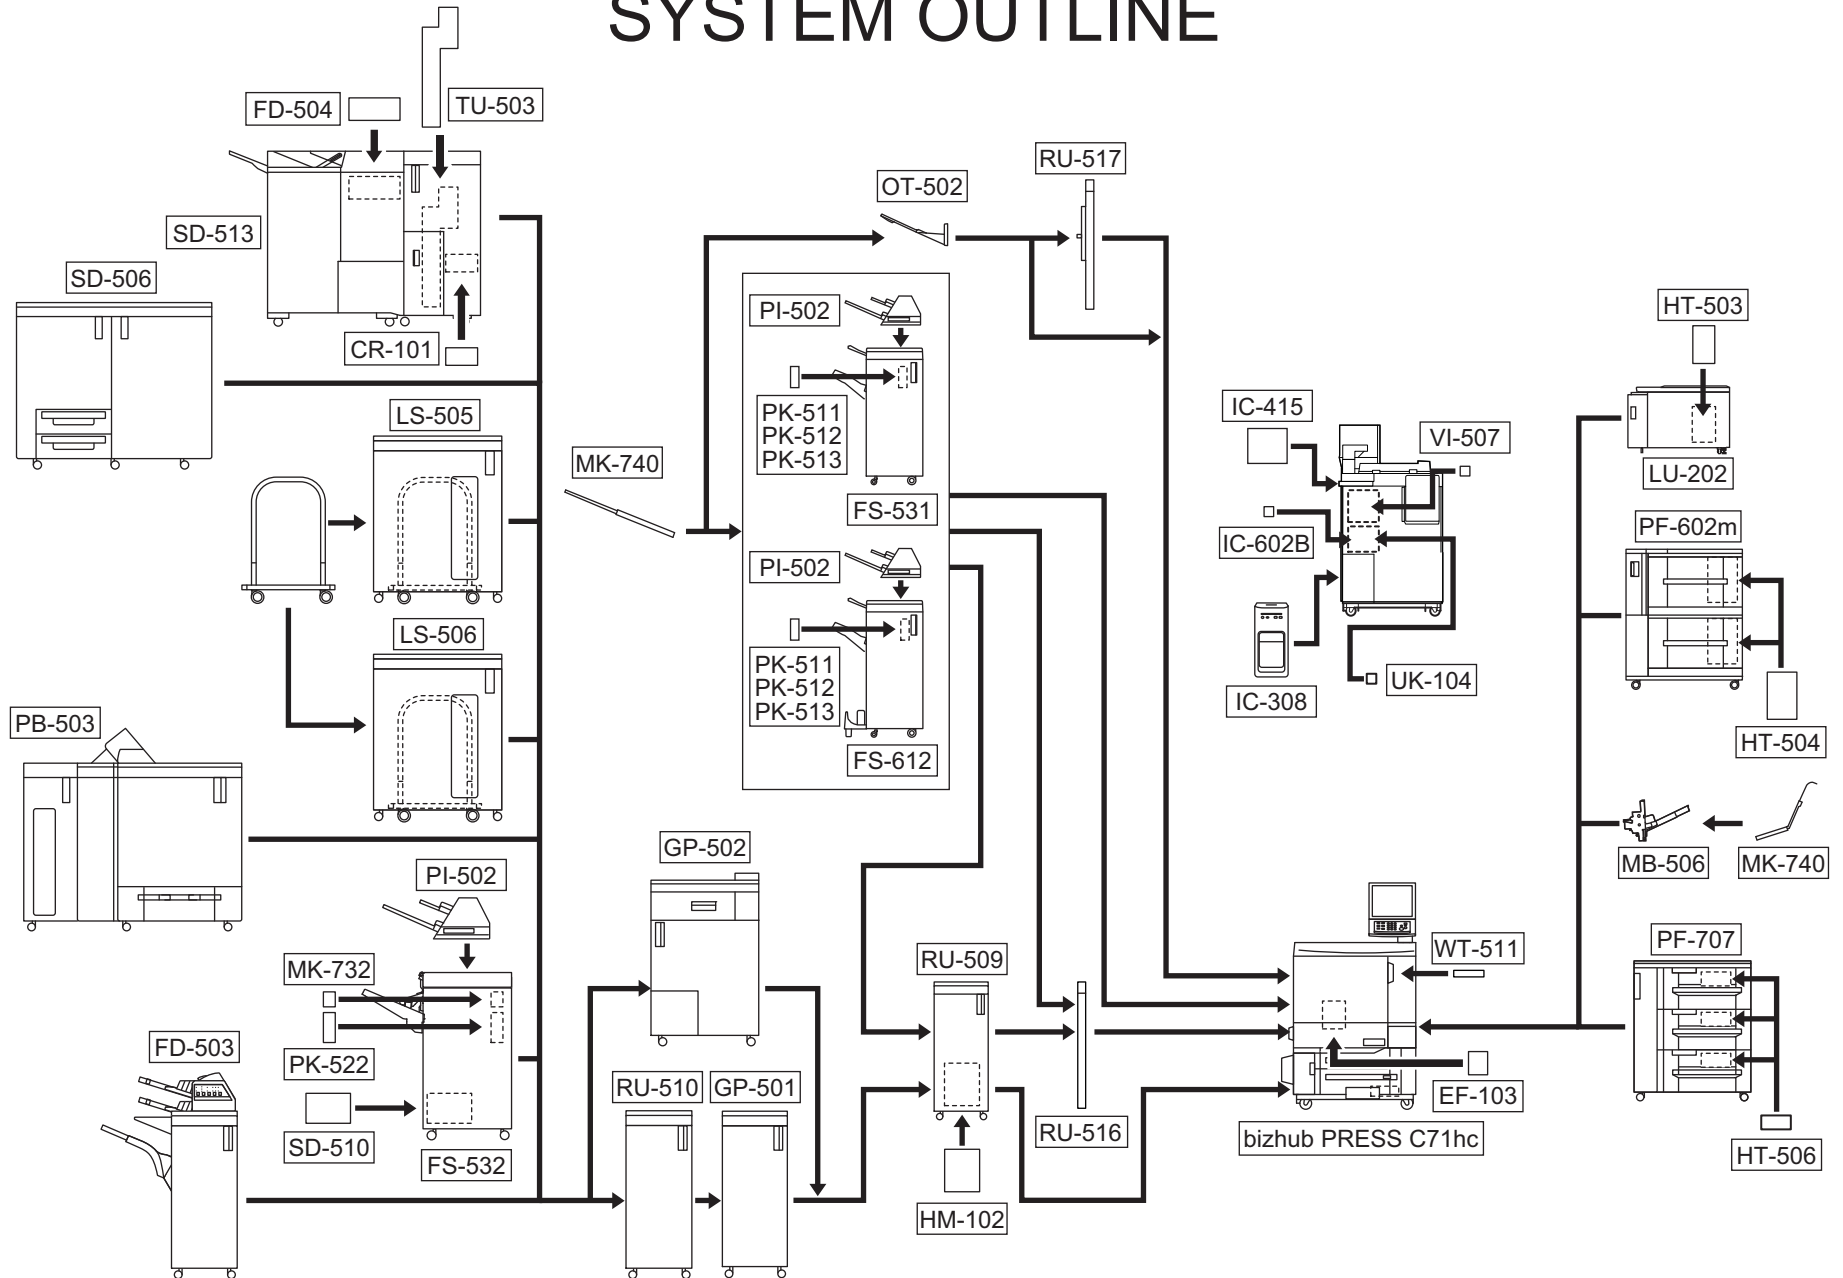 SYSTEM OUTLINE
FD-504
TU-503
SD-513
SD-506
CR-101
LS-505
LS-506
PB-503
PI-502
MK-732
PK-522
SD-510
FS-532
FD-503
OT-502
RU-517
MK-740
PI-502
PK-511
PK-512
PK-513
FS-531
PI-502
PK-511
PK-512
PK-513
FS-612
GP-502
RU-510
GP-501
RU-509
HM-102
RU-516
IC-415
VI-507
IC-602B
IC-308
UK-104
WT-511
EF-103
bizhub PRESS C71hc
HT-503
LU-202
PF-602m
HT-504
MB-506
MK-740
PF-707
HT-506